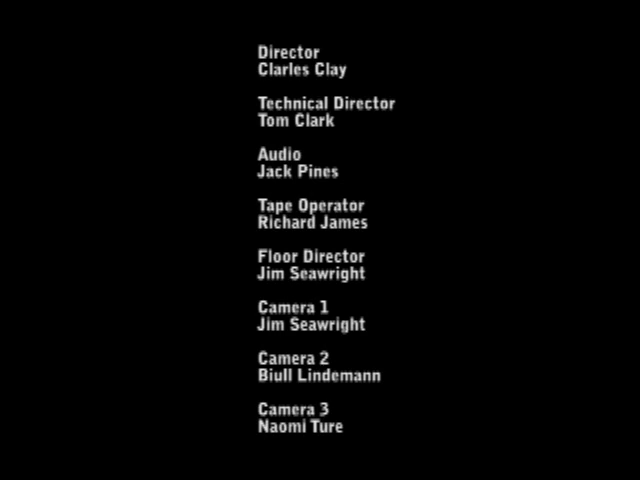 Director
Clarles Clay
Technical Director
Tom Clark
Audio
Jack Pines
Tape Operator
Richard James
Floor Director
Jim Seawright
Camera 1
Jim Seawright
Camera 2
Biull Lindemann
Camera 3
Naomi Ture